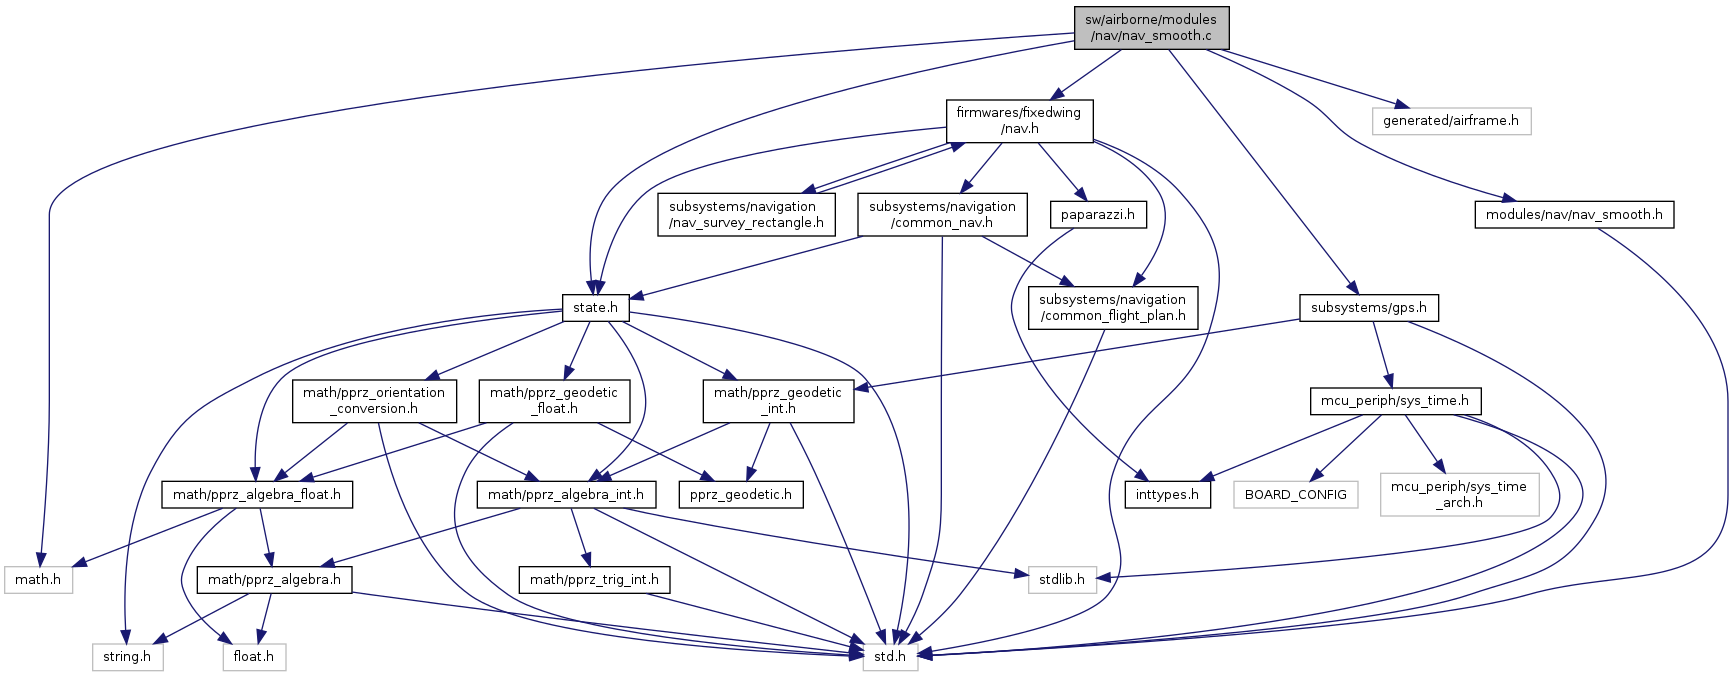 sw/airborne/modules
/nav/nav_smooth.c
firmwares/fixedwing
/nav.h
generated/airframe.h
subsystems/navigation
/nav_survey_rectangle.h
subsystems/navigation
/common_nav.h
paparazzi.h
modules/nav/nav_smooth.h
state.h
subsystems/navigation
/common_flight_plan.h
subsystems/gps.h
math/pprz_orientation
_conversion.h
math/pprz_geodetic
_float.h
math/pprz_geodetic
_int.h
mcu_periph/sys_time.h
math/pprz_algebra_float.h
math/pprz_algebra_int.h
pprz_geodetic.h
inttypes.h
BOARD_CONFIG
mcu_periph/sys_time
_arch.h
math.h
math/pprz_algebra.h
math/pprz_trig_int.h
stdlib.h
string.h
float.h
std.h